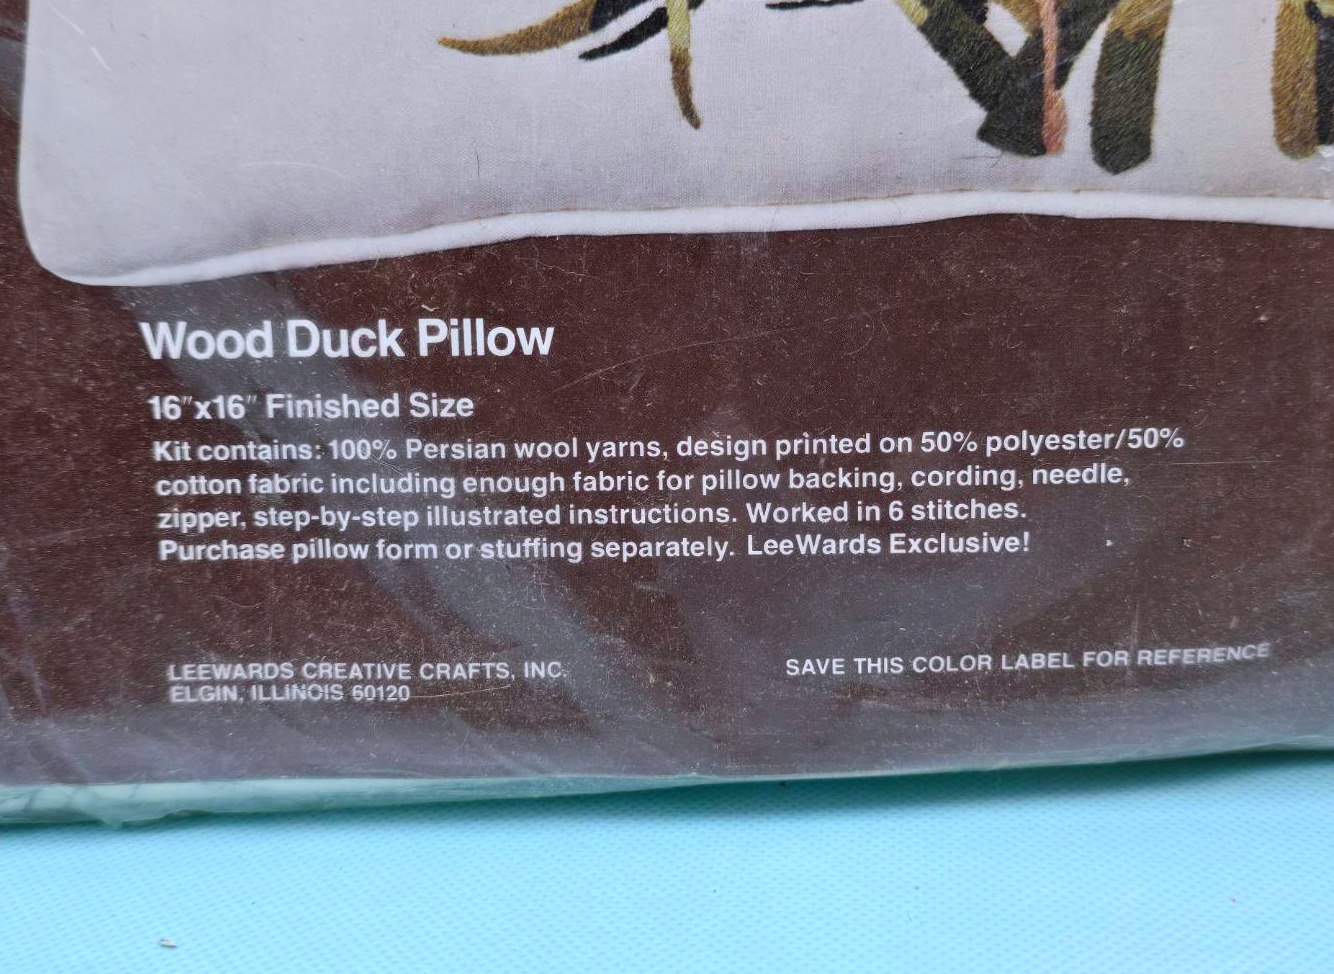 Wood Duck Pillow
16"x16" Finished Size
Kit contains: 100% Persian wool yarns, design printed on 50% polyester/50%
cotton fabric including enough fabric for pillow backing, cording, needle,
zipper, step-by-step illustrated instructions. Worked in 6 stitches.
Purchase pillow form or stuffing separately. LeeWards Exclusive!
LEEWARDS CREATIVE CRAFTS, INC.
ELGIN, ILLINOIS 60120
SAVE THIS COLOR LABEL FOR REFERENCE